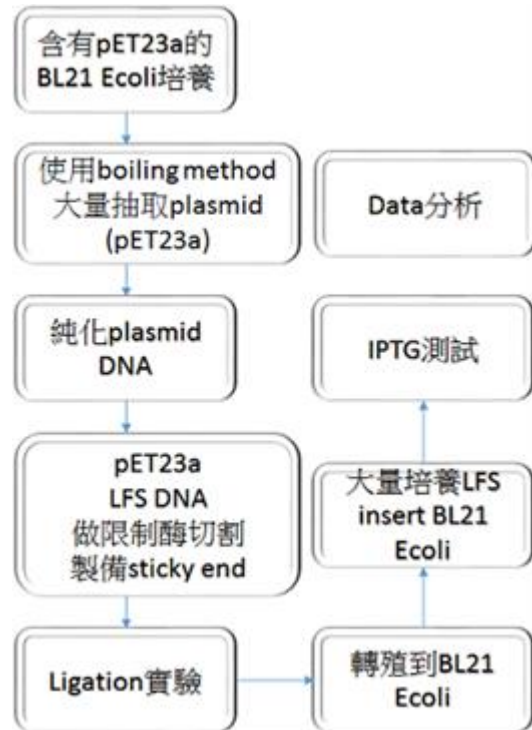 含有pET23a的
BL21 Ecoli培養
使用boiling method
大量抽取plasmid
(pET23a)
純化plasmid
DNA
pET23a
LFS DNA
做限制酶切割
製備sticky end
Ligation實驗
轉殖到BL21
Ecoli
大量培養LFS
insert BL21
Ecoli
IPTG測試
Data分析